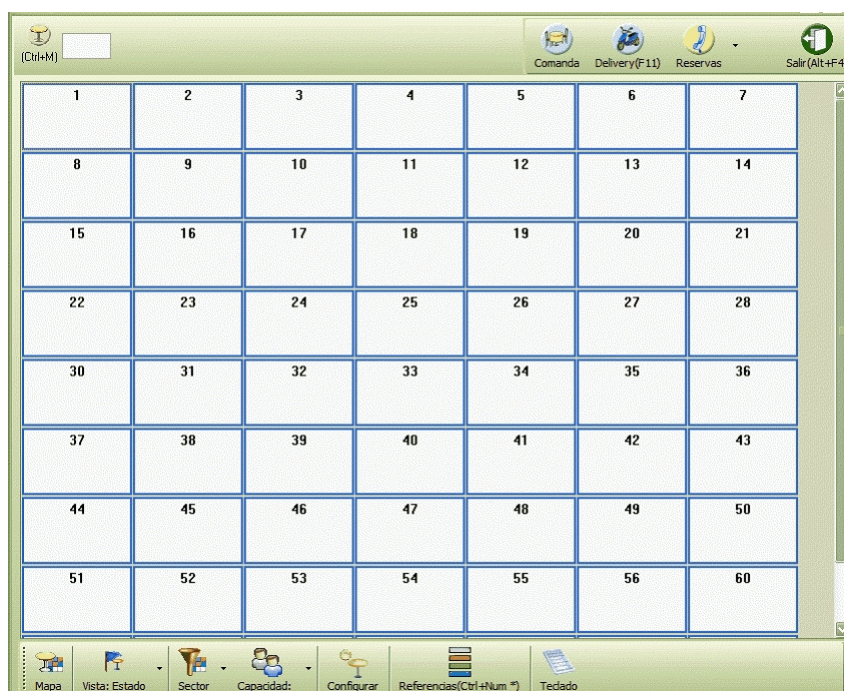 (Ctrl+M) Comanda Delivery(F11) Reservas Salir(Alt+F4
1 2 3 4 5 6 7
8 9 10 11 12 13 14
15 16 17 18 19 20 21
22 23 24 25 26 27 28
30 31 32 33 34 35 36
37 38 39 40 41 42 43
44 45 46 47 48 49 50
51 52 53 54 55 56 60
Mapa Vista: Estado Sector Capacidad: Configurar Referencias(Ctrl+Num *) Teclado